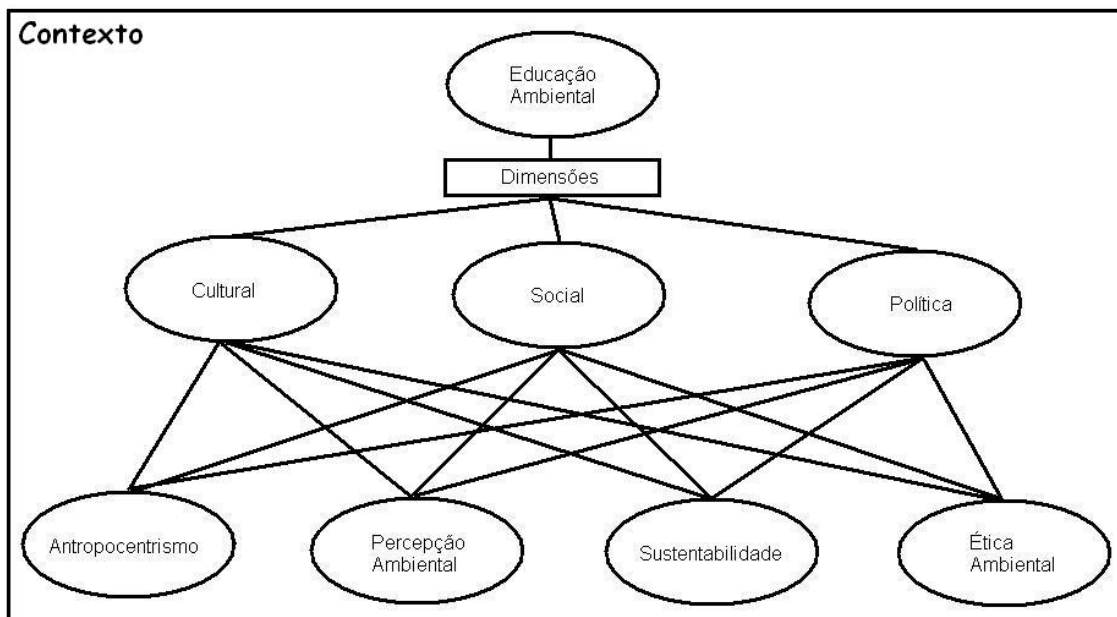 Contexto
Educação
Ambiental
Dimensões
Cultural
Social
Política
Antropocentrismo
Percepção
Ambiental
Sustentabilidade
Ética
Ambiental